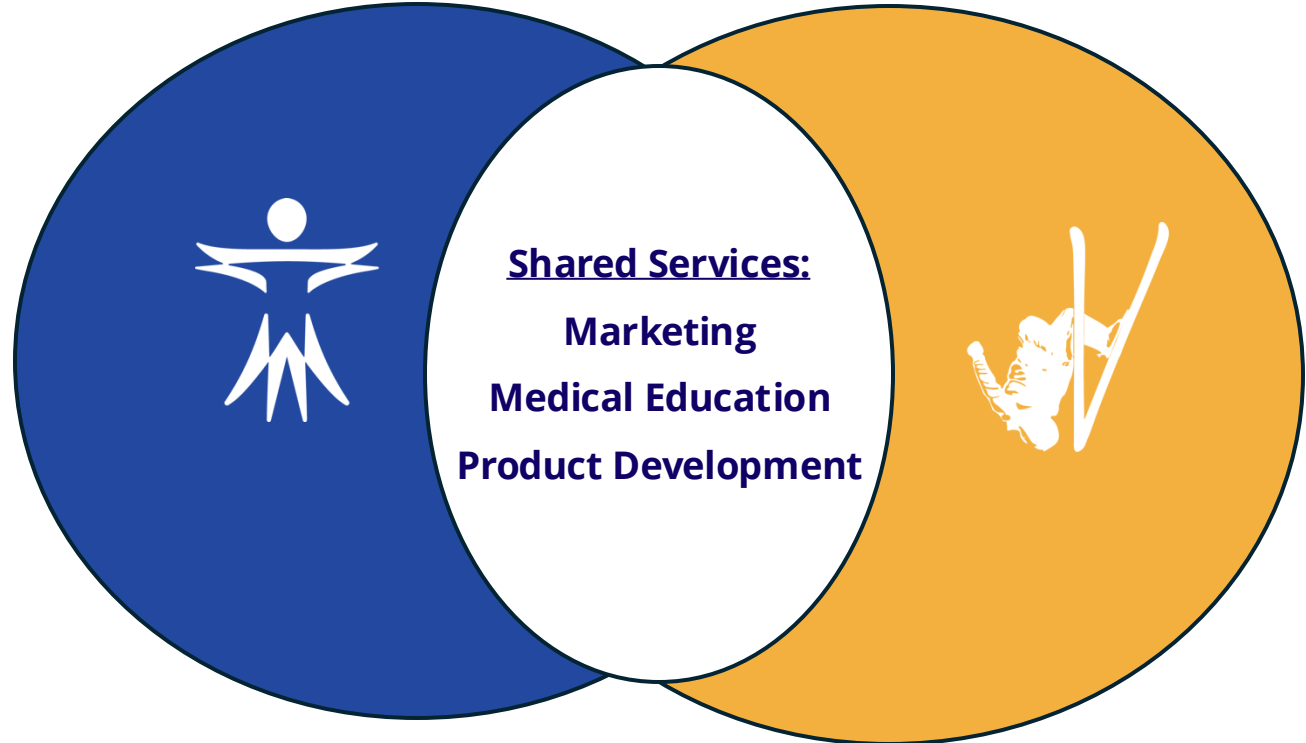 Shared Services:
Marketing
Medical Education
Product Development